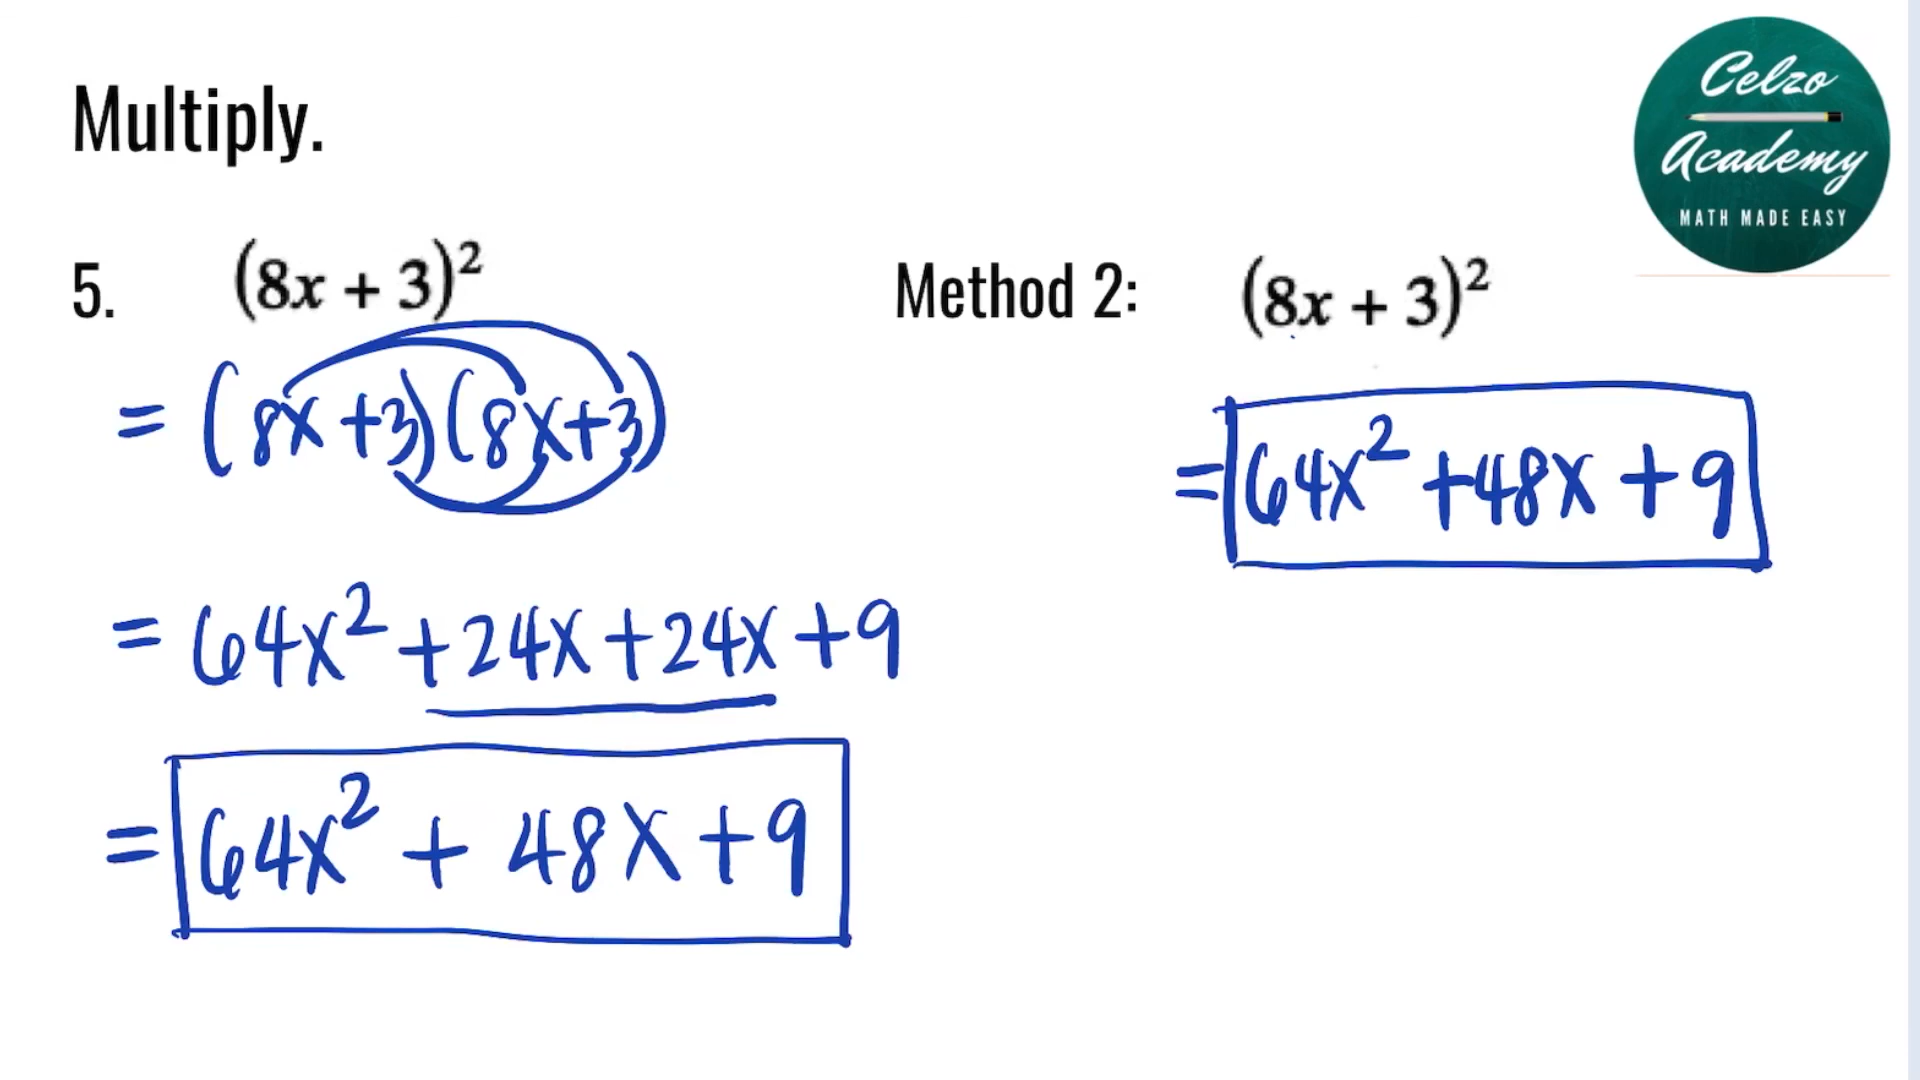 Multiply.
5. (8x + 3)²
= (8x +3)(8x+3)
= 64x² +24x +24x +9
= 64x² + 48x +9
Method 2: (8x + 3)²
= 64x² +48x +9
Celzo
Academy
MATH MADE EASY